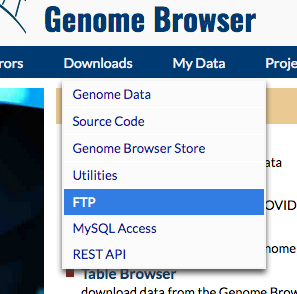 Genome Browser
rors Downloads My Data Proje
Genome Data
Source Code
Genome Browser Store
ata
Utilities
FTP
OVID
MySQL Access
nome
REST API
Table Browser
download data from the Genome Brow